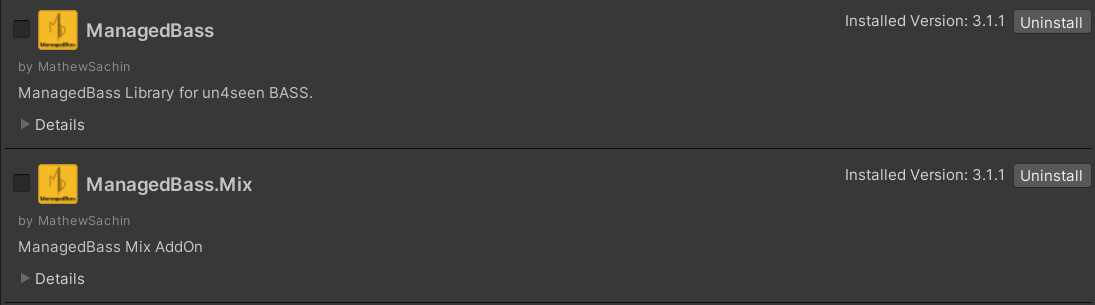 ManagedBass
Installed Version: 3.1.1
Uninstall
by MathewSachin
ManagedBass Library for un4seen BASS.
Details
ManagedBass.Mix
Installed Version: 3.1.1
Uninstall
by MathewSachin
ManagedBass Mix AddOn
Details